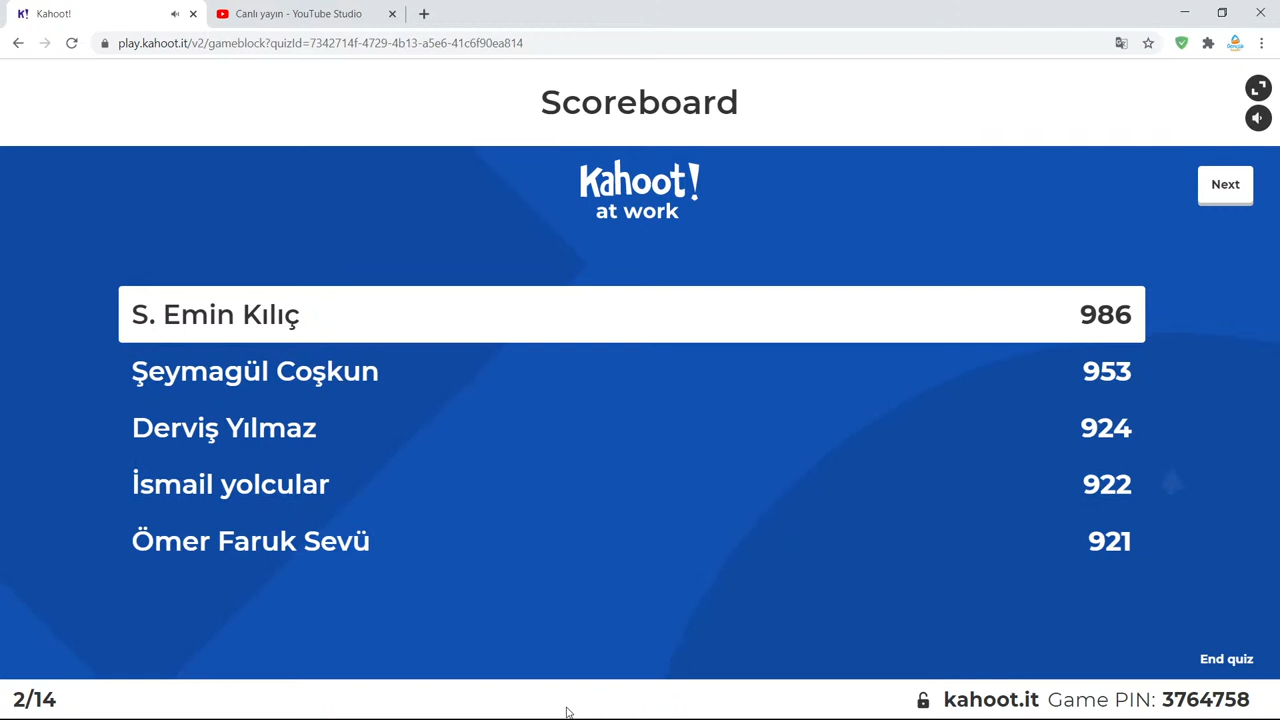 Kahoot!
Canlı yayın - YouTube Studio
play.kahoot.it/v2/gameblock?quizId=7342714f-4729-4b13-a5e6-41c6f90ea814
Scoreboard
Kahoot!
at work
Next
S. Emin Kılıç 986
Şeymagül Coşkun 953
Derviş Yılmaz 924
İsmail yolcular 922
Ömer Faruk Sevü 921
End quiz
2/14
kahoot.it Game PIN: 3764758